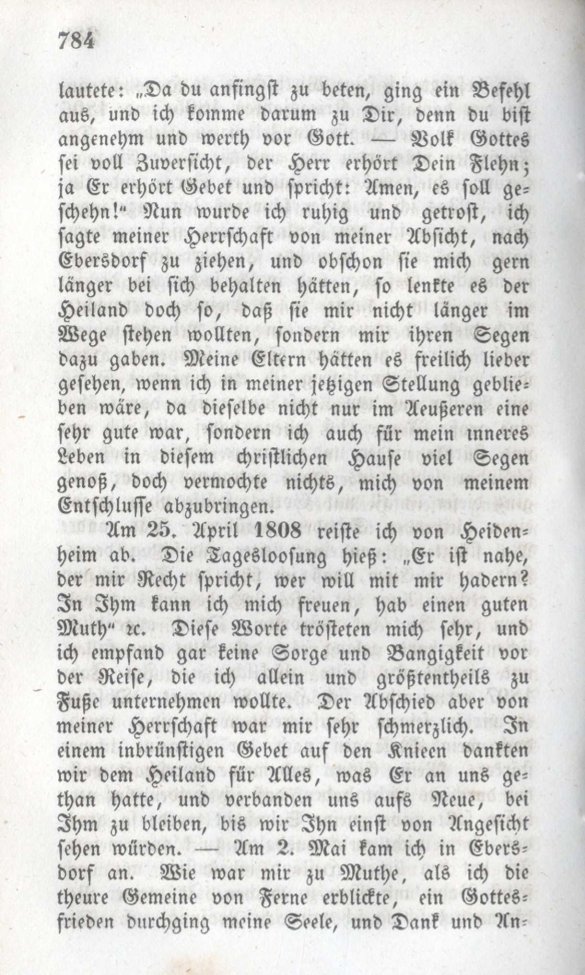 784
lautete: „Da du anfingst zu beten, ging ein Befehl
aus, und ich komme darum zu Dir, denn du bist
angenehm und werth vor Gott. — Volk Gottes
sei voll Zuversicht, der Herr erhört Dein Flehn;
ja Er erhört Gebet und spricht: Amen, es soll ge-
schehn!“ Nun wurde ich ruhig und getrost, ich
sagte meiner Herrschaft von meiner Absicht, nach
Ebersdorf zu ziehen, und obschon sie mich gern
länger bei sich behalten hätten, so lenkte es der
Heiland doch so, daß sie mir nicht länger im
Wege stehen wollten, sondern mir ihren Segen
dazu gaben. Meine Eltern hätten es freilich lieber
gesehen, wenn ich in meiner jetzigen Stellung geblie-
ben wäre, da dieselbe nicht nur im Aeußeren eine
sehr gute war, sondern ich auch für mein inneres
Leben in diesem christlichen Hause viel Segen
genoß, doch vermochte nichts, mich von meinem
Entschlusse abzubringen.
Am 25. April 1808 reiste ich von Heiden-
heim ab. Die Tagesloosung hieß: „Er ist nahe,
der mir Recht spricht, wer will mit mir hadern?
In Ihm kann ich mich freuen, hab einen guten
Muth“ ꝛc. Diese Worte trösteten mich sehr, und
ich empfand gar keine Sorge und Bangigkeit vor
der Reise, die ich allein und größtentheils zu
Fuße unternehmen wollte. Der Abschied aber von
meiner Herrschaft war mir sehr schmerzlich. In
einem inbrünstigen Gebet auf den Knieen dankten
wir dem Heiland für Alles, was Er an uns ge-
than hatte, und verbanden uns aufs Neue, bei
Ihm zu bleiben, bis wir Ihn einst von Angesicht
sehen würden. — Am 2. Mai kam ich in Ebers-
dorf an. Wie war mir zu Muthe, als ich die
theure Gemeine von Ferne erblickte, ein Gottes-
frieden durchging meine Seele, und Dank und An-